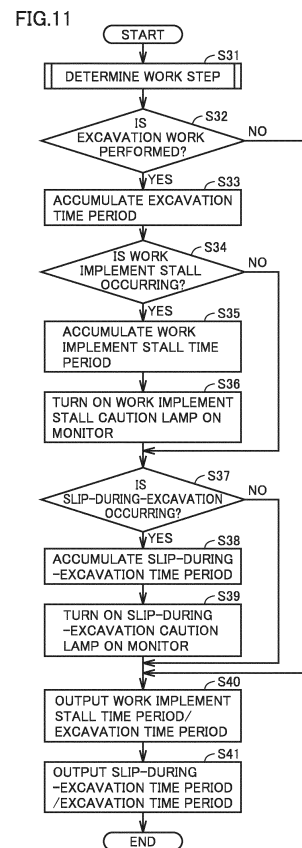 FIG.11
START
S31
DETERMINE WORK STEP
S32
IS
EXCAVATION WORK
PERFORMED?
NO
YES
S33
ACCUMULATE EXCAVATION
TIME PERIOD
S34
IS WORK
IMPLEMENT STALL
OCCURRING?
NO
YES
S35
ACCUMULATE WORK
IMPLEMENT STALL TIME
PERIOD
S36
TURN ON WORK IMPLEMENT
STALL CAUTION LAMP ON
MONITOR
S37
IS
SLIP-DURING-EXCAVATION
OCCURRING?
NO
YES
S38
ACCUMULATE SLIP-DURING
-EXCAVATION TIME PERIOD
S39
TURN ON SLIP-DURING
-EXCAVATION CAUTION
LAMP ON MONITOR
S40
OUTPUT WORK IMPLEMENT
STALL TIME PERIOD/
EXCAVATION TIME PERIOD
S41
OUTPUT SLIP-DURING
-EXCAVATION TIME PERIOD
/EXCAVATION TIME PERIOD
END